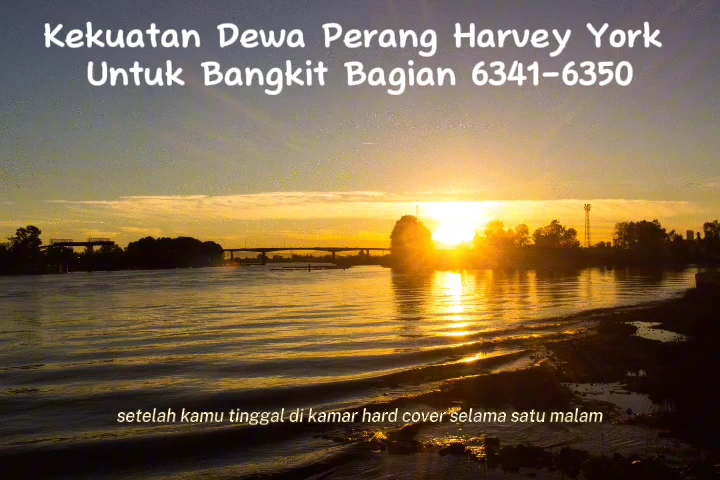 Kekuatan Dewa Perang Harvey York
Untuk Bangkit Bagian 6341-6350
setelah kamu tinggal di kamar hard cover selama satu malam